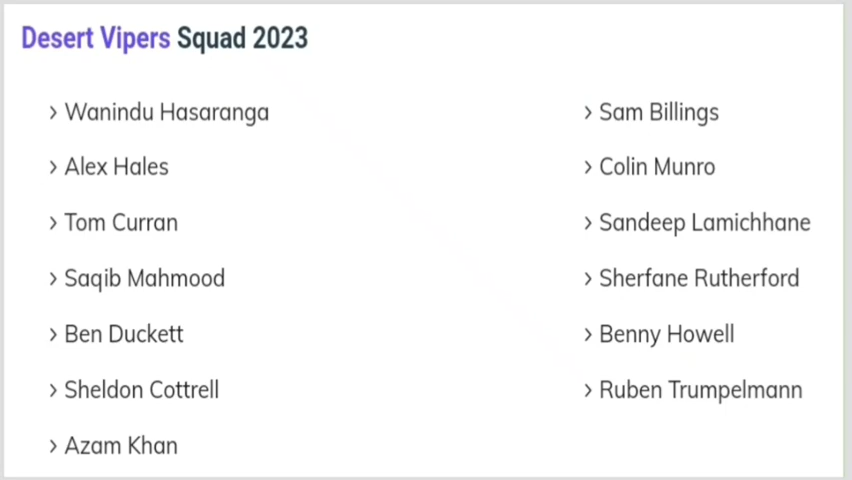 Desert Vipers Squad 2023
> Wanindu Hasaranga
> Alex Hales
> Tom Curran
> Saqib Mahmood
> Ben Duckett
> Sheldon Cottrell
> Azam Khan
> Sam Billings
> Colin Munro
> Sandeep Lamichhane
> Sherfane Rutherford
> Benny Howell
> Ruben Trumpelmann